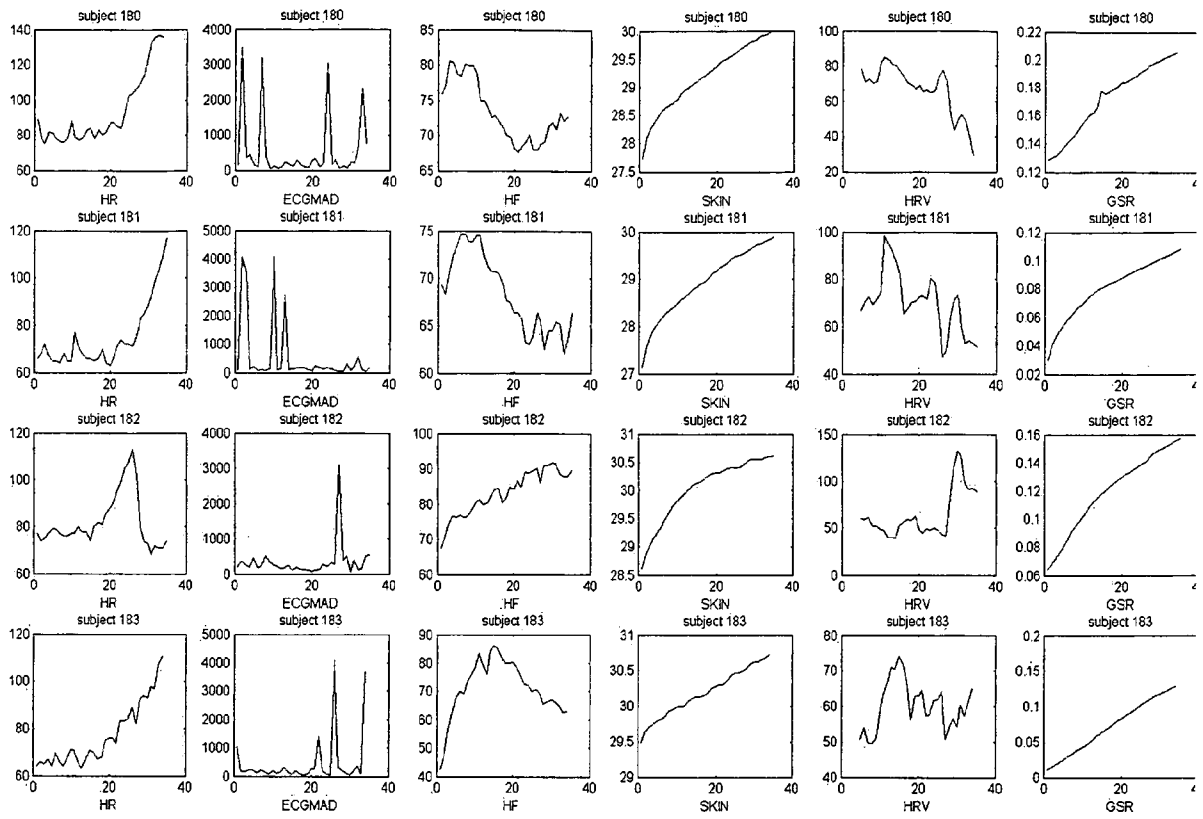 subject 180 subject 180 subject 180 subject 180 subject 180 subject 180
140 4000 85 30 100 0.22
120 3000 80 29.5 80 0.2
100 2000 75 29 60 0.18
80 1000 70 28.5 40 0.16
60 0 65 28 20 0.14
27.5 0.12
0 20 40 0 20 40 0 20 40 0 20 40 0 20 40 0 20 40
HR ECGMAD HF SKIN HRV GSR
subject 181 subject 181 subject 181 subject 181 subject 181 subject 181
120 5000 75 30 100 0.12
100 4000 70 29 80 0.1
80 3000 65 28 60 0.08
60 2000 60 27 40 0.06
1000 0.04
0 0.02
0 20 40 0 20 40 0 20 40 0 20 40 0 20 40 0 20 40
HR ECGMAD HF SKIN HRV GSR
subject 182 subject 182 subject 182 subject 182 subject 182 subject 182
120 4000 100 31 150 0.16
100 3000 90 30.5 100 0.14
80 2000 80 30 50 0.12
60 1000 70 29.5 0 0.1
0 60 29 0.08
28.5 0.06
0 20 40 0 20 40 0 20 40 0 20 40 0 20 40 0 20 40
HR ECGMAD HF SKIN HRV GSR
subject 183 subject 183 subject 183 subject 183 subject 183 subject 183
120 5000 90 31 80 0.2
100 4000 80 30.5 70 0.15
80 3000 70 30 60 0.1
60 2000 60 29.5 50 0.05
1000 50 29 40 0
0 40
0 20 40 0 20 40 0 20 40 0 20 40 0 20 40 0 20 40
HR ECGMAD HF SKIN HRV GSR